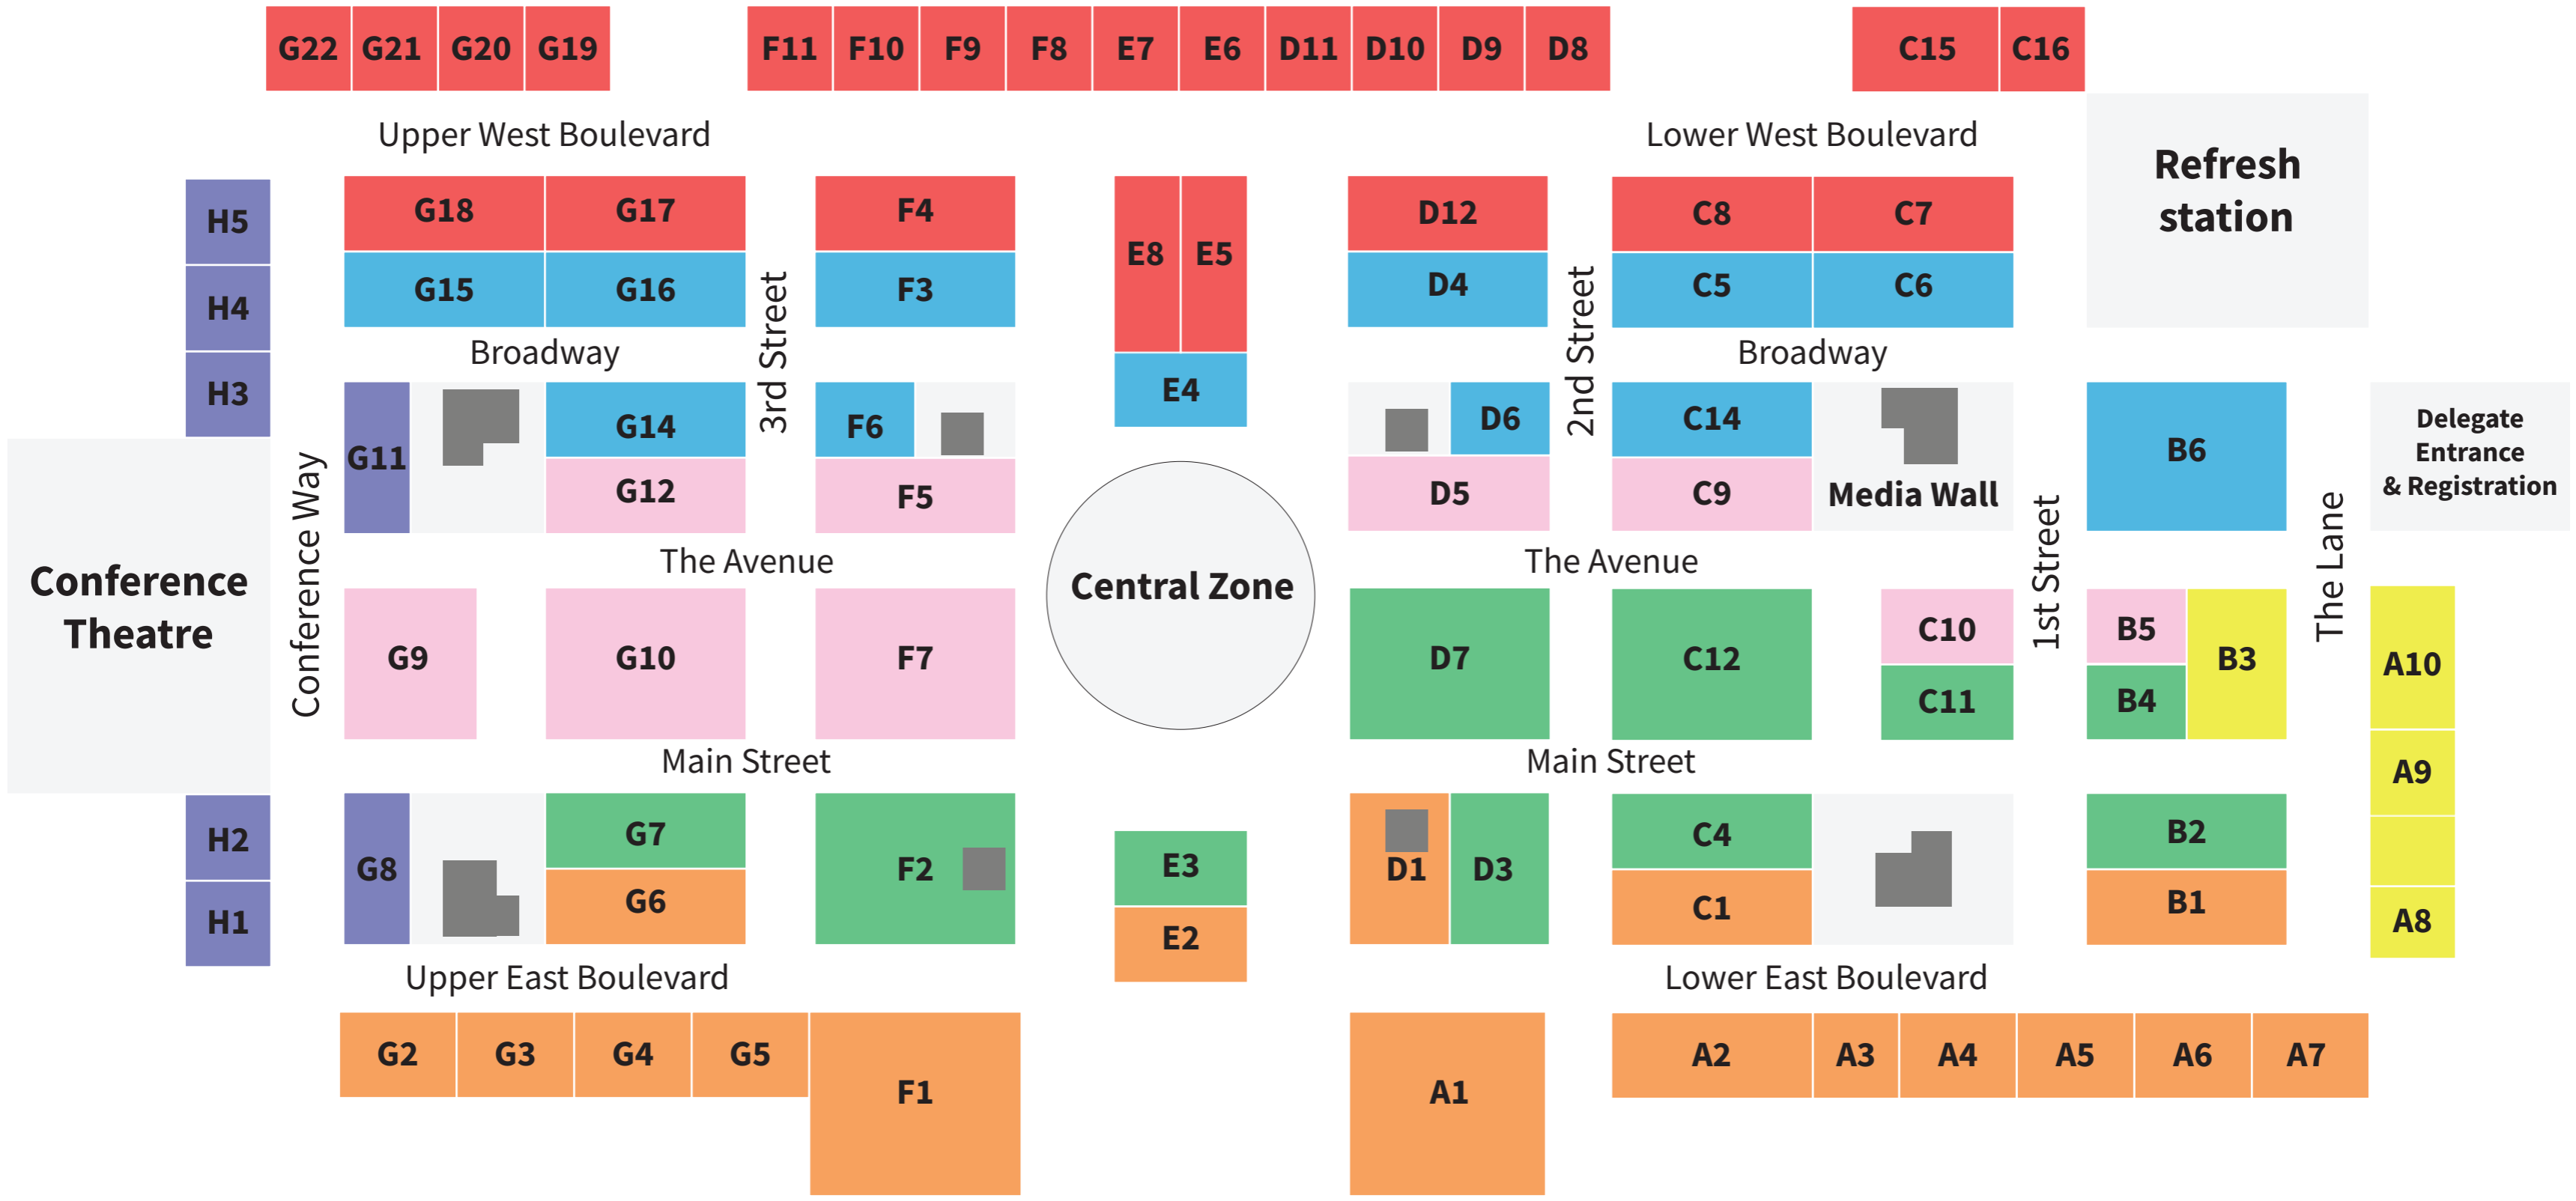 G22 G21 G20 G19 F11 F10 F9 F8 E7 E6 D11 D10 D9 D8 C15 C16
Upper West Boulevard Lower West Boulevard
Refresh
station
H5 G18 G17 F4 E8 E5 D12 C8 C7
H4 G15 G16 F3 D4 C5 C6
3rd Street 2nd Street
H3 Broadway E4 Broadway
G11 G14 F6 D6 C14 B6
Delegate
Entrance
& Registration
G12 F5 D5 C9 Media Wall
Conference Way The Avenue The Avenue 1st Street The Lane
Conference
Theatre
Central Zone
G9 G10 F7 D7 C12 C10 B5 B3 A10
C11 B4
Main Street Main Street A9
H2 G8 G7 F2 E3 D1 D3 C4 B2
H1 G6 E2 C1 B1 A8
Upper East Boulevard Lower East Boulevard
G2 G3 G4 G5 F1 A1 A2 A3 A4 A5 A6 A7